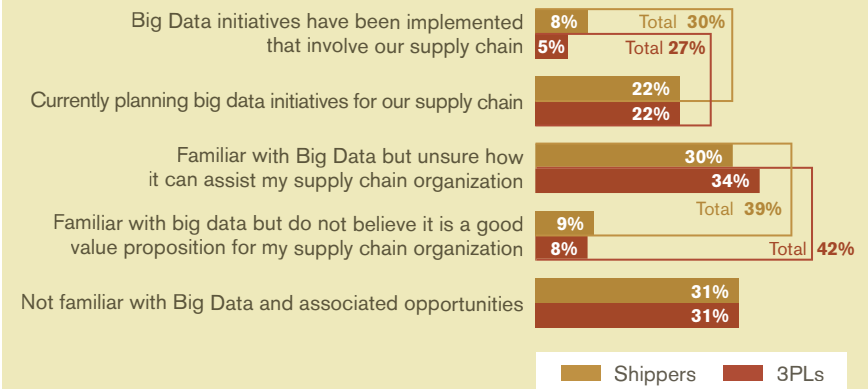 Big Data initiatives have been implemented
that involve our supply chain
8%
5%
Total 30%
Total 27%
Currently planning big data initiatives for our supply chain
22%
22%
Familiar with Big Data but unsure how
it can assist my supply chain organization
30%
34%
Total 39%
Familiar with big data but do not believe it is a good
value proposition for my supply chain organization
9%
8%
Total 42%
Not familiar with Big Data and associated opportunities
31%
31%
Shippers
3PLs